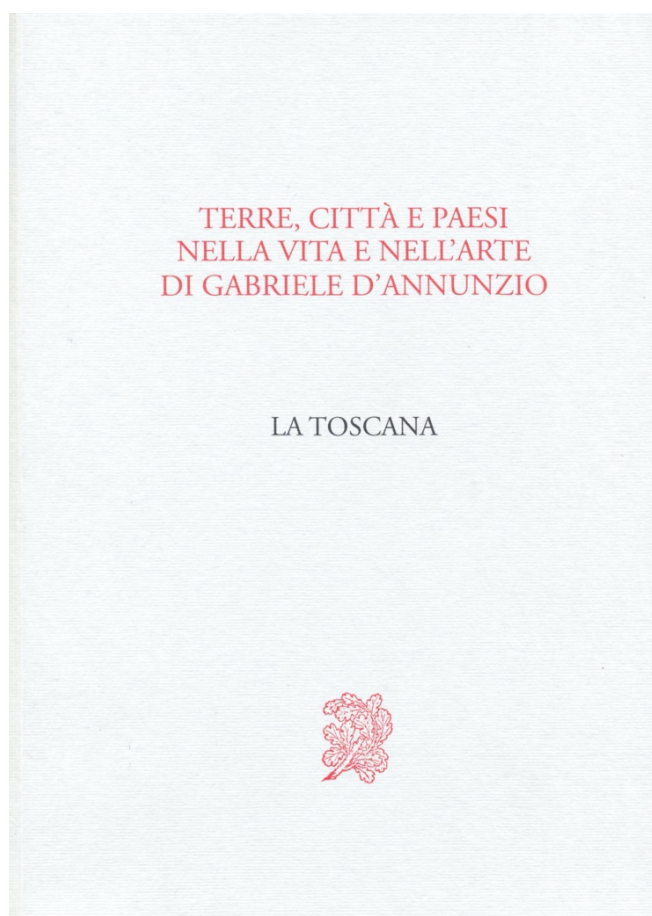 TERRE, CITTÀ E PAESI
NELLA VITA E NELL’ARTE
DI GABRIELE D’ANNUNZIO
LA TOSCANA